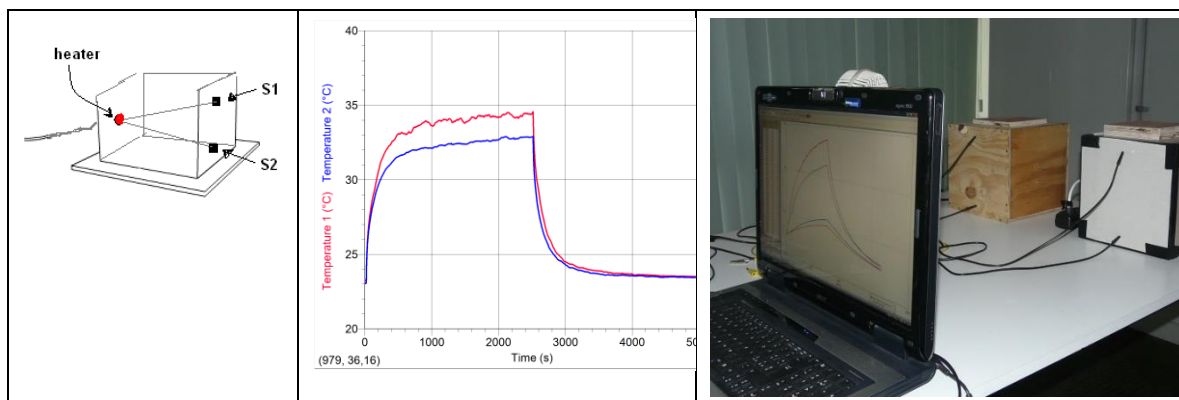 heater
S1
S2
40
35
30
25
20
Temperature 1 (°C)
Temperature 2 (°C)
0
1000
2000
3000
4000
50
Time (s)
(979, 36,16)